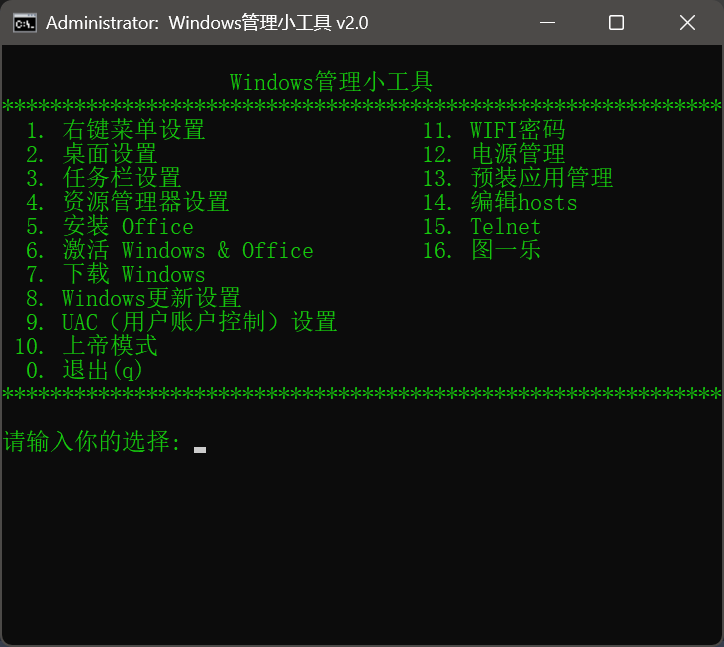 Administrator:  Windows管理小工具 v2.0
Windows管理小工具
************************************************************
1. 右键菜单设置 11. WIFI密码
2. 桌面设置 12. 电源管理
3. 任务栏设置 13. 预装应用管理
4. 资源管理器设置 14. 编辑hosts
5. 安装 Office 15. Telnet
6. 激活 Windows & Office 16. 图一乐
7. 下载 Windows
8. Windows更新设置
9. UAC（用户账户控制）设置
10. 上帝模式
0. 退出(q)
************************************************************
请输入你的选择: